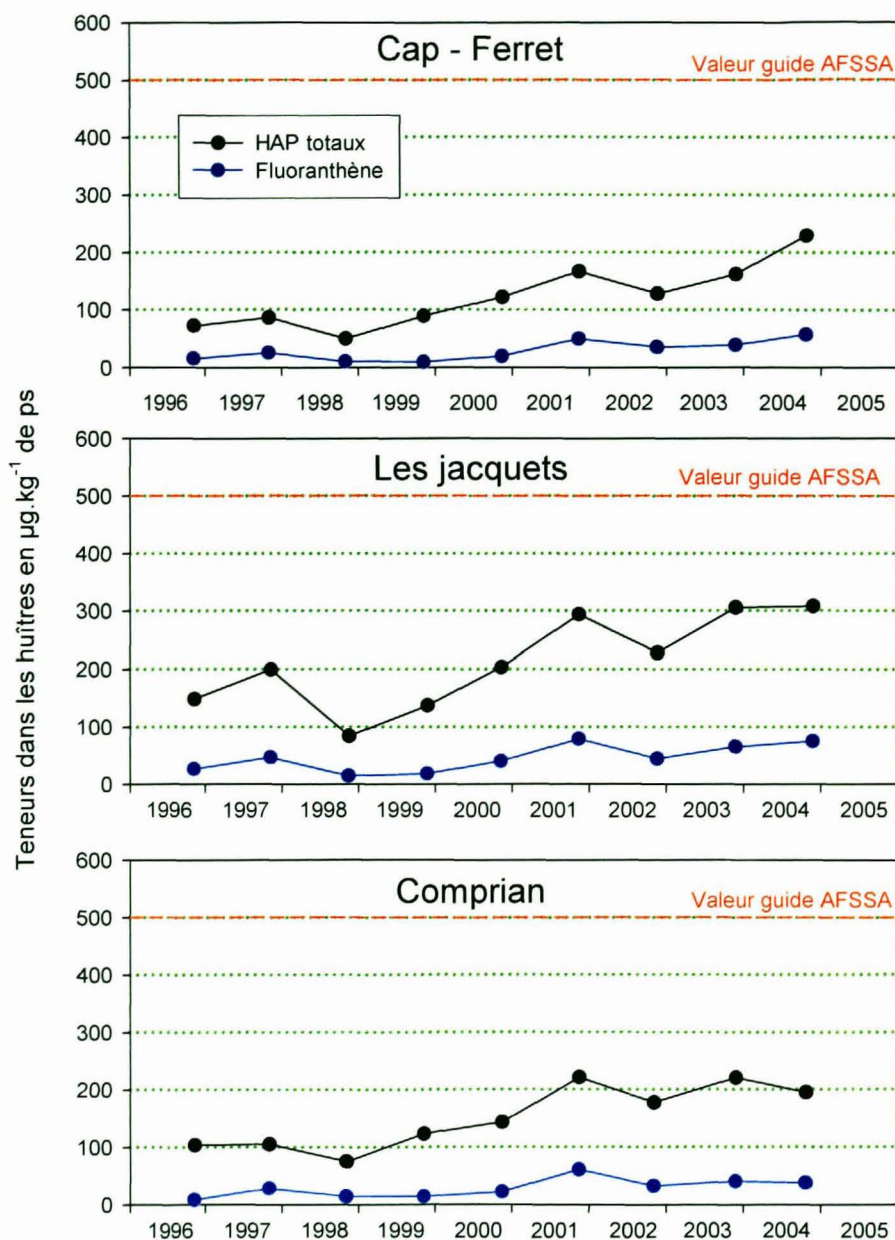 Teneurs dans les huîtres en µg.kg⁻¹ de ps
Cap - Ferret
Valeur guide AFSSA
HAP totaux
Fluoranthène
600
500
400
300
200
100
0
1996 1997 1998 1999 2000 2001 2002 2003 2004 2005
Les jacquets
Valeur guide AFSSA
600
500
400
300
200
100
0
1996 1997 1998 1999 2000 2001 2002 2003 2004 2005
Comprian
Valeur guide AFSSA
600
500
400
300
200
100
0
1996 1997 1998 1999 2000 2001 2002 2003 2004 2005